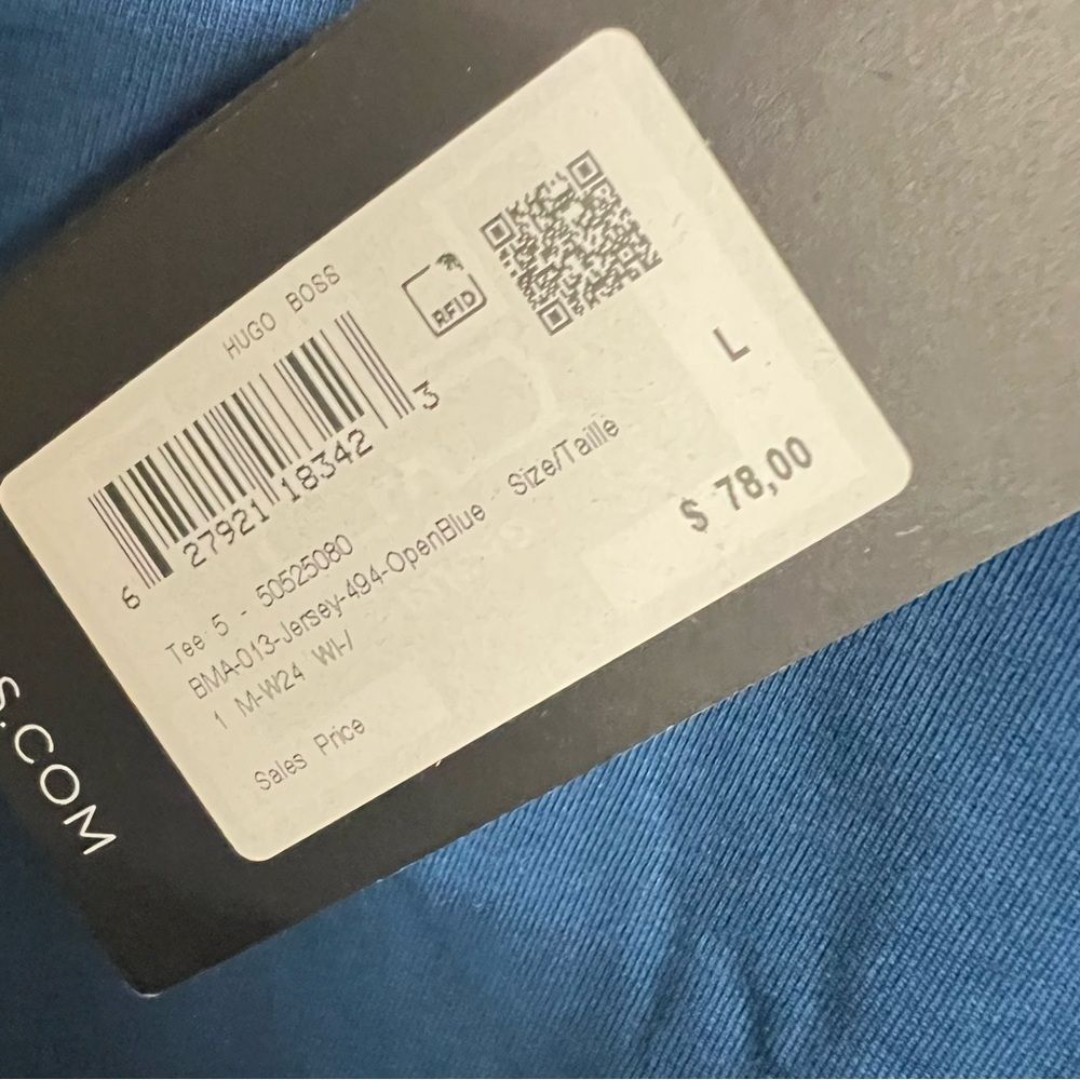 HUGO BOSS
RFID
6 27921 18342 3
Tee 5 - 50525080
BMA-013-Jersey-494-OpenBlue Size/Taille L
1 M-W24 WI-/
Sales Price $ 78,00
S.COM